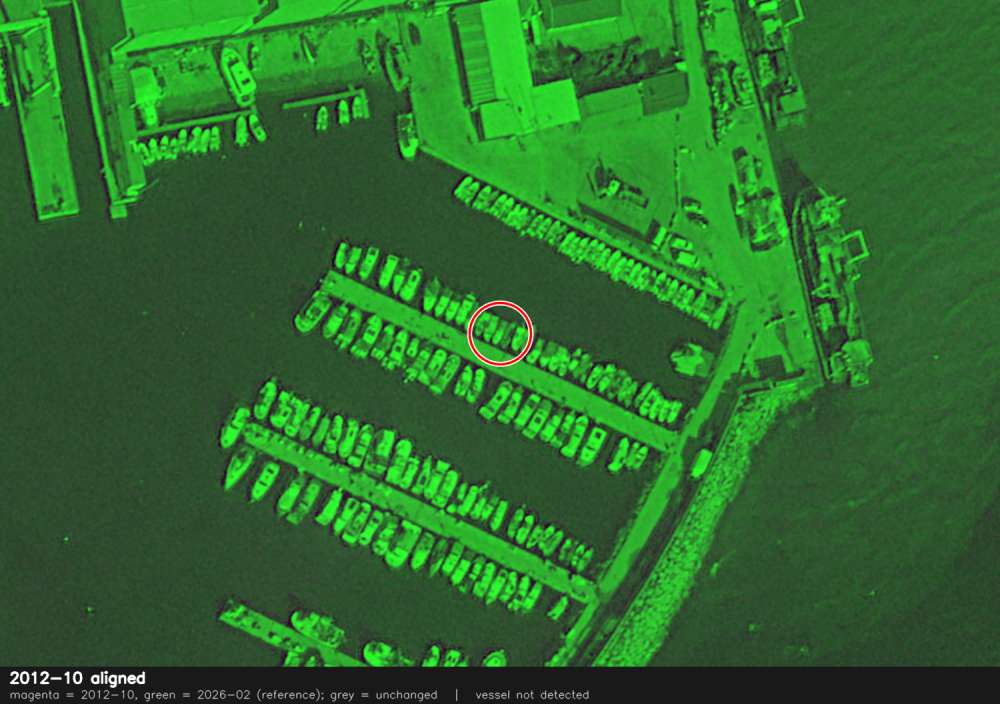 2012-10 aligned
magenta = 2012-10, green = 2026-02 (reference); grey = unchanged | vessel not detected